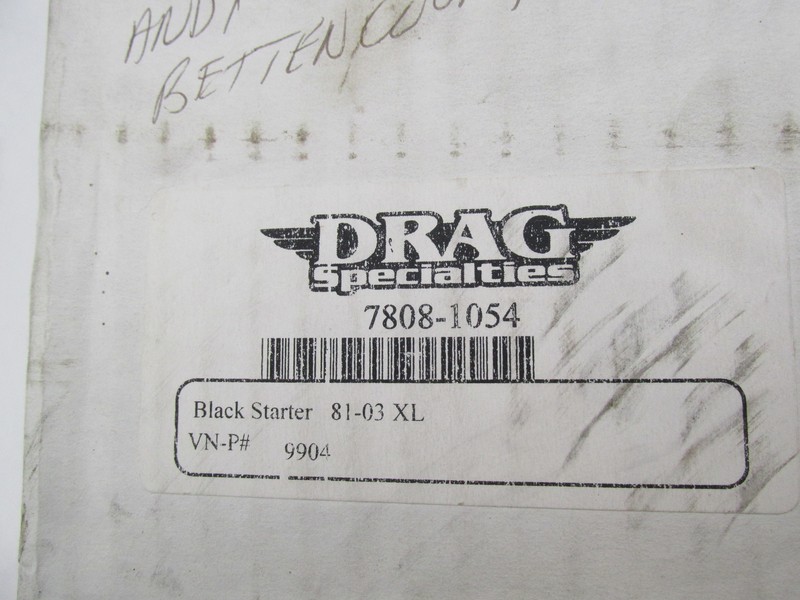 ANDY
BETTENCOURT
DRAG
Specialties
7808-1054
Black Starter 81-03 XL
VN-P# 9904